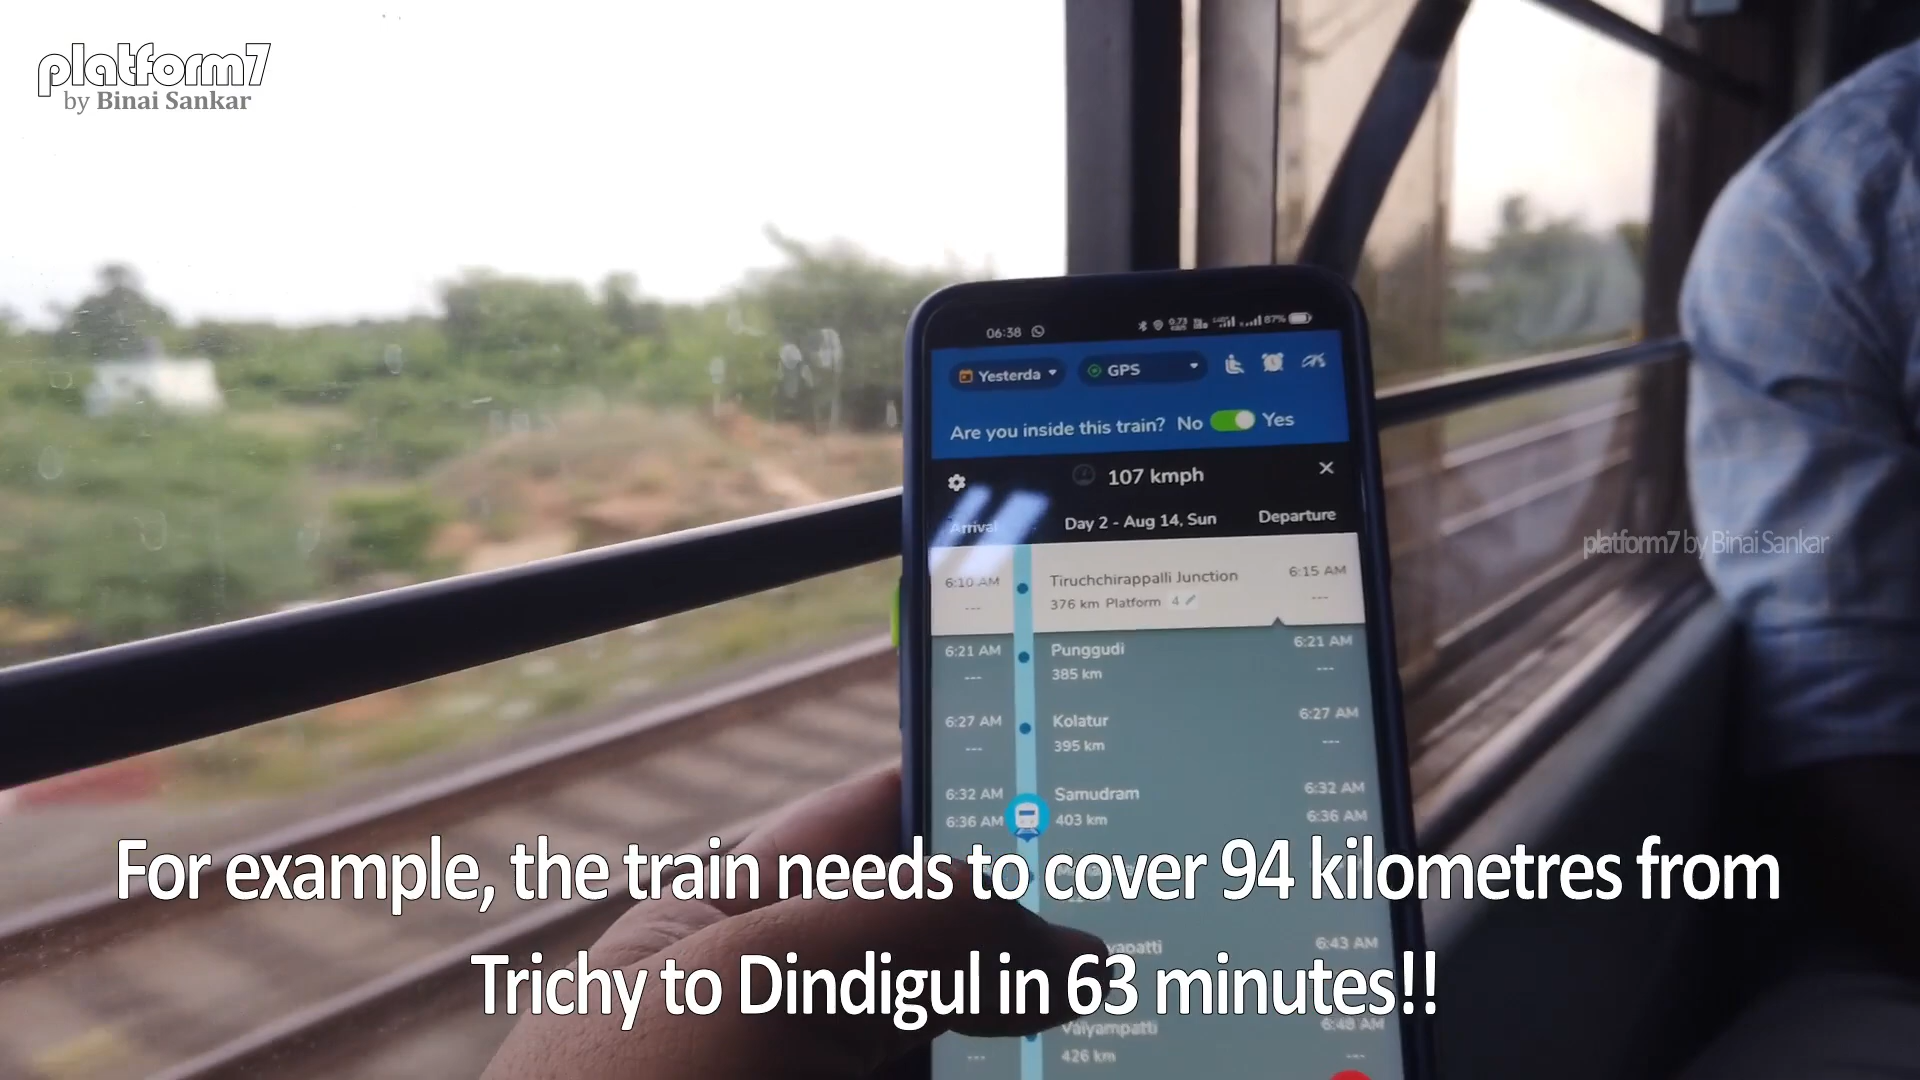 platform7
by Binai Sankar
06:38
87%
Yesterda
GPS
Are you inside this train? No Yes
107 kmph
Arrival
Day 2 - Aug 14, Sun
Departure
6:10 AM
Tiruchchirappalli Junction
6:15 AM
---
376 km Platform 4
---
6:21 AM
Punggudi
6:21 AM
---
385 km
---
6:27 AM
Kolatur
6:27 AM
---
395 km
---
6:32 AM
Samudram
6:32 AM
6:36 AM
403 km
6:36 AM
6:43 AM
Vaiyampatti
6:48 AM
---
426 km
---
platform7 by Binai Sankar
For example, the train needs to cover 94 kilometres from
Trichy to Dindigul in 63 minutes!!